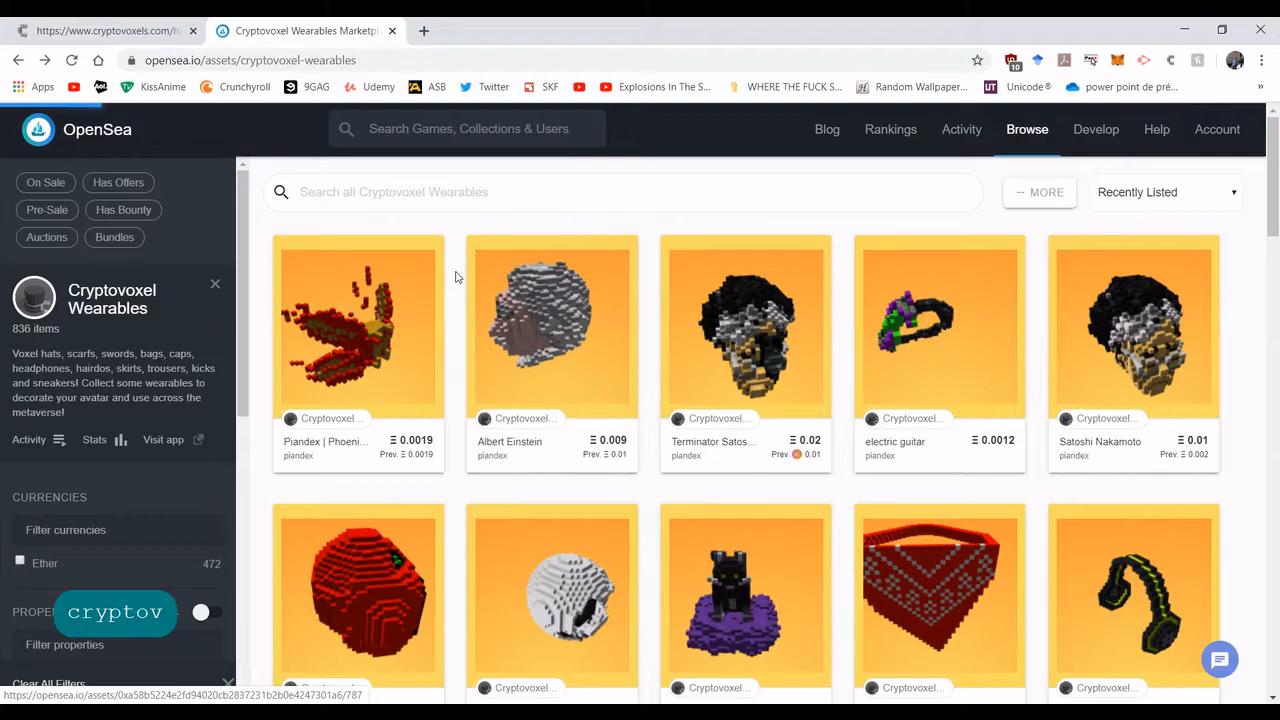 https://www.cryptovoxels.com/h
Cryptovoxel Wearables Marketpl
opensea.io/assets/cryptovoxel-wearables
10
Apps
AOL
KissAnime
Crunchyroll
9GAG
Udemy
ASB
Twitter
SKF
Explosions In The S...
WHERE THE FUCK S...
Random Wallpaper...
Unicode®
power point de pré...
OpenSea
Search Games, Collections & Users
Blog
Rankings
Activity
Browse
Develop
Help
Account
On Sale
Has Offers
Pre-Sale
Has Bounty
Auctions
Bundles
Search all Cryptovoxel Wearables
MORE
Recently Listed
Cryptovoxel
Wearables
836 items
Voxel hats, scarfs, swords, bags, caps,
headphones, hairdos, skirts, trousers, kicks
and sneakers! Collect some wearables to
decorate your avatar and use across the
metaverse!
Activity
Stats
Visit app
Cryptovoxel...
Piandex | Phoeni... Ξ 0.0019
piandex Prev. Ξ 0.0019
Cryptovoxel...
Albert Einstein Ξ 0.009
piandex Prev. Ξ 0.01
Cryptovoxel...
Terminator Satos... Ξ 0.02
piandex Prev. 0.01
Cryptovoxel...
electric guitar Ξ 0.0012
piandex
Cryptovoxel...
Satoshi Nakamoto Ξ 0.01
piandex Prev. Ξ 0.002
CURRENCIES
Filter currencies
Ether 472
PROPE
cryptov
Filter properties
Clear All Filters
Cryptovoxel...
Cryptovoxel...
Cryptovoxel...
Cryptovoxel...
Cryptovoxel...
https://opensea.io/assets/0xa58b5224e2fd94020cb2837231b2b0e4247301a6/787